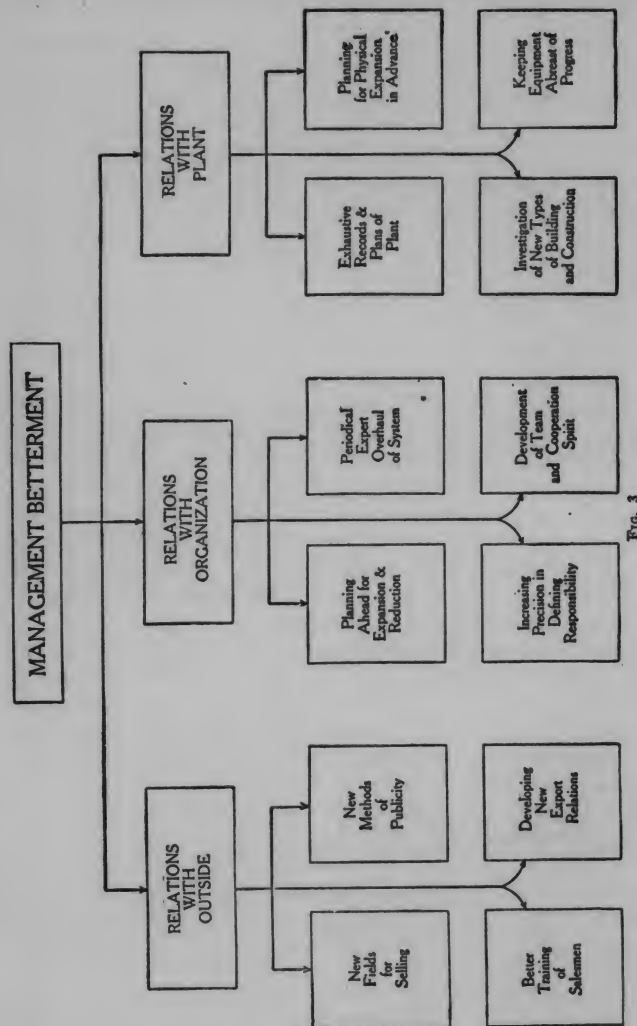 MANAGEMENT BETTERMENT
RELATIONS
WITH
OUTSIDE
New
Fields
for
Selling
New
Methods
of
Publicity
Better
Training
of
Salesmen
Developing
New
Export
Relations
RELATIONS
WITH
ORGANIZATION
Planning
Ahead for
Expansion &
Reduction
Periodical
Expert
Overhaul
of System
Increasing
Precision in
Defining
Responsibility
Development
of Team
and Cooperation
Spirit
RELATIONS
WITH
PLANT
Exhaustive
Records &
Plans of
Plant
Planning
for Physical
Expansion
in Advance
Investigation
of New Types
of Building
and Construction
Keeping
Equipment
Abreast of
Progress
FIG. 3